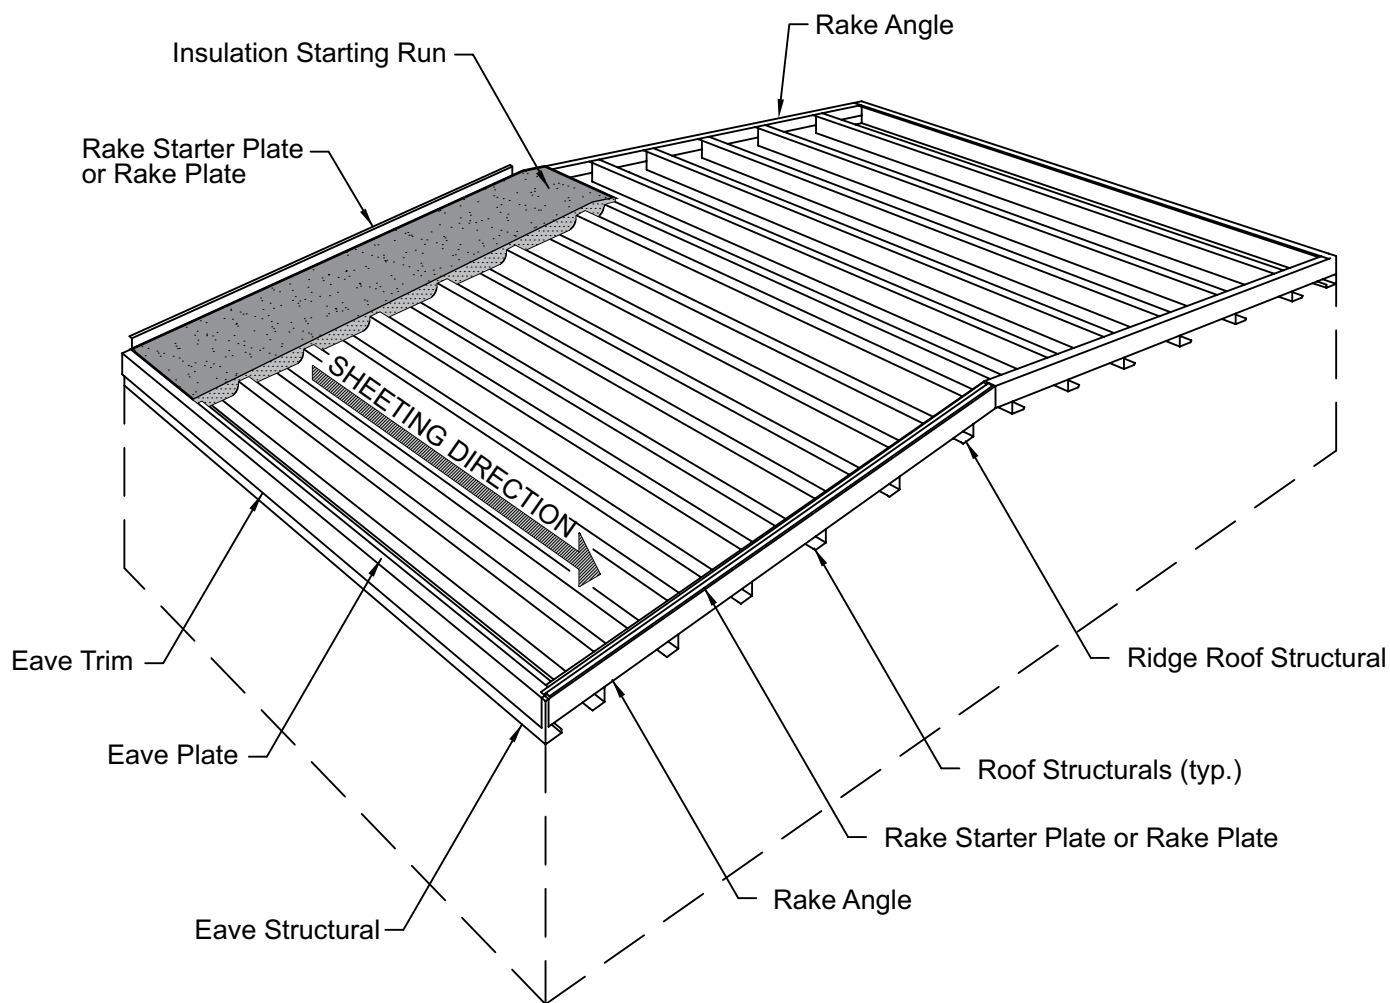 Rake Angle
Insulation Starting Run
Rake Starter Plate
or Rake Plate
SHEETING DIRECTION
Eave Trim
Ridge Roof Structural
Eave Plate
Roof Structurals (typ.)
Rake Starter Plate or Rake Plate
Rake Angle
Eave Structural